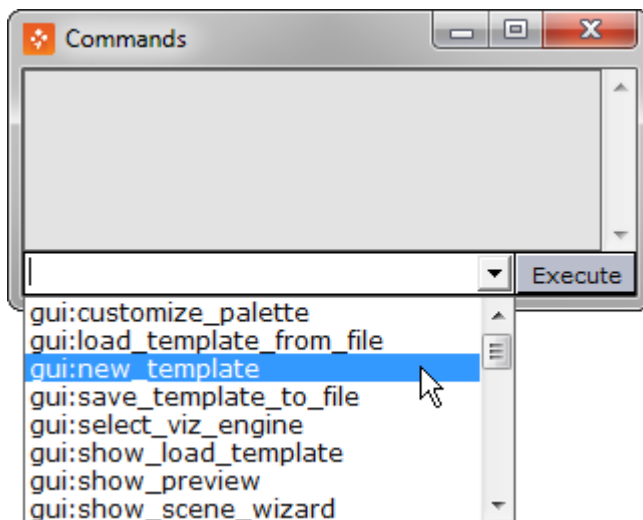 Commands
Execute
gui:customize_palette
gui:load_template_from_file
gui:new_template
gui:save_template_to_file
gui:select_viz_engine
gui:show_load_template
gui:show_preview
gui:show_scene_wizard